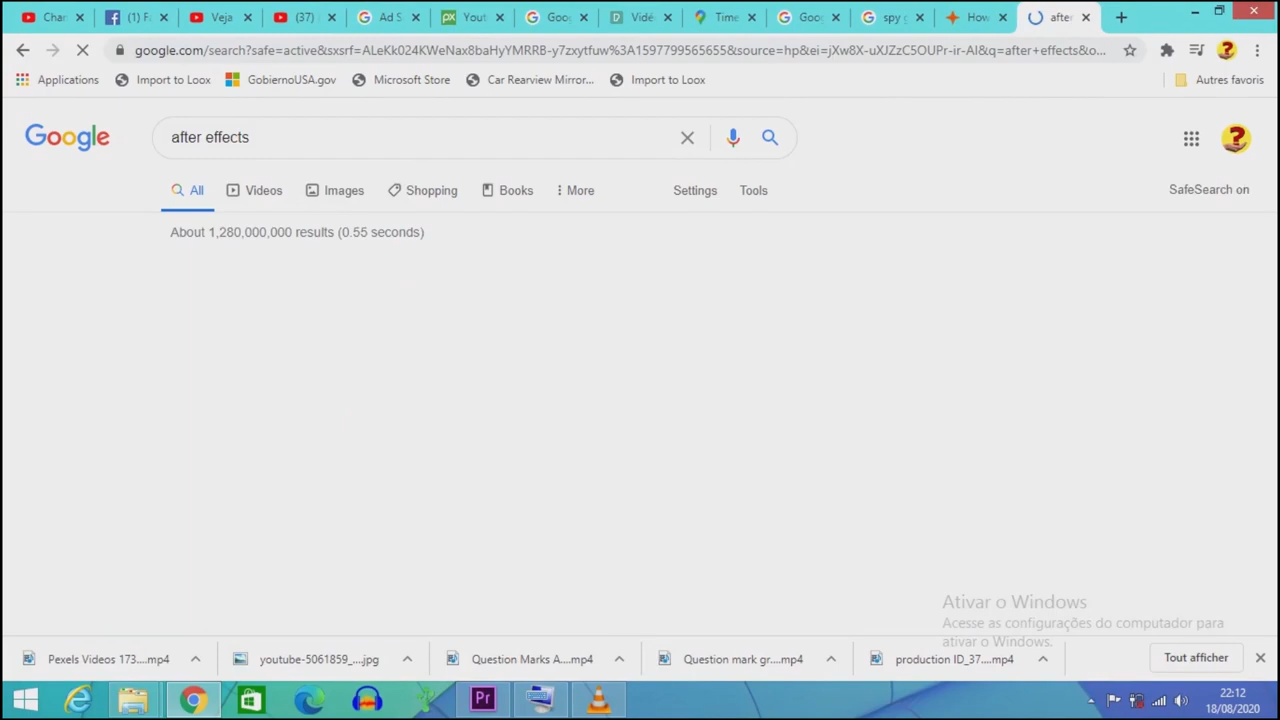 Chan
(1) F
Veja
(37)
Ad S
Yout
Goo
Vidé
Time
Goo
spy g
How
after
google.com/search?safe=active&sxsrf=ALeKk024KWeNax8baHyYMRRB-y7zxytfuw%3A1597799565655&source=hp&ei=jXw8X-uXJZzC5OUPr-ir-AI&q=after+effects&o...
Applications
Import to Loox
GobiernoUSA.gov
Microsoft Store
Car Rearview Mirror...
Import to Loox
Autres favoris
Google
after effects
All
Videos
Images
Shopping
Books
More
Settings
Tools
SafeSearch on
About 1,280,000,000 results (0.55 seconds)
Ativar o Windows
Acesse as configurações do computador para
ativar o Windows.
Pexels Videos 173....mp4
youtube-5061859_....jpg
Question Marks A....mp4
Question mark gr....mp4
production ID_37....mp4
Tout afficher
Pr
22:12
18/08/2020